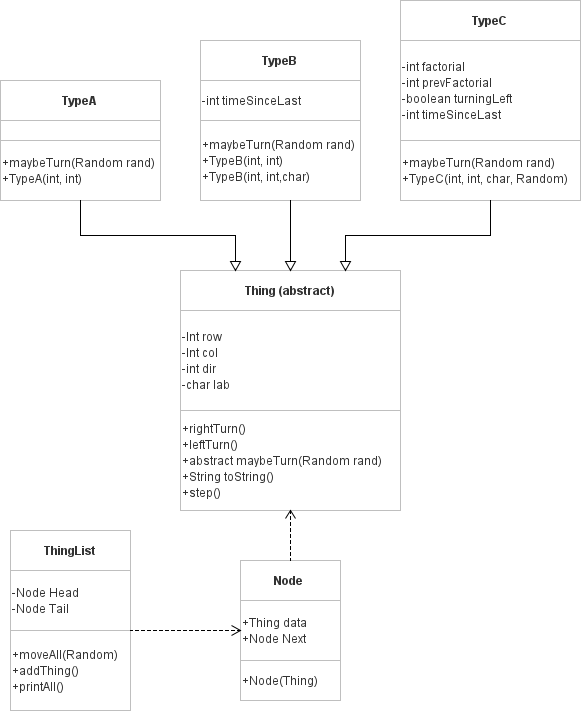 TypeA
+maybeTurn(Random rand)
+TypeA(int, int)
TypeB
-int timeSinceLast
+maybeTurn(Random rand)
+TypeB(int, int)
+TypeB(int, int,char)
TypeC
-int factorial
-int prevFactorial
-boolean turningLeft
-int timeSinceLast
+maybeTurn(Random rand)
+TypeC(int, int, char, Random)
Thing (abstract)
-Int row
-Int col
-int dir
-char lab
+rightTurn()
+leftTurn()
+abstract maybeTurn(Random rand)
+String toString()
+step()
ThingList
-Node Head
-Node Tail
+moveAll(Random)
+addThing()
+printAll()
Node
+Thing data
+Node Next
+Node(Thing)